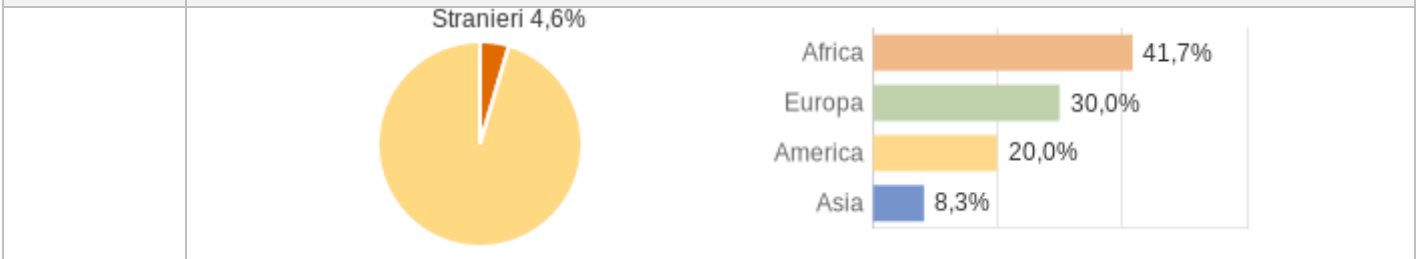 Stranieri 4,6%
Africa 41,7%
Europa 30,0%
America 20,0%
Asia 8,3%